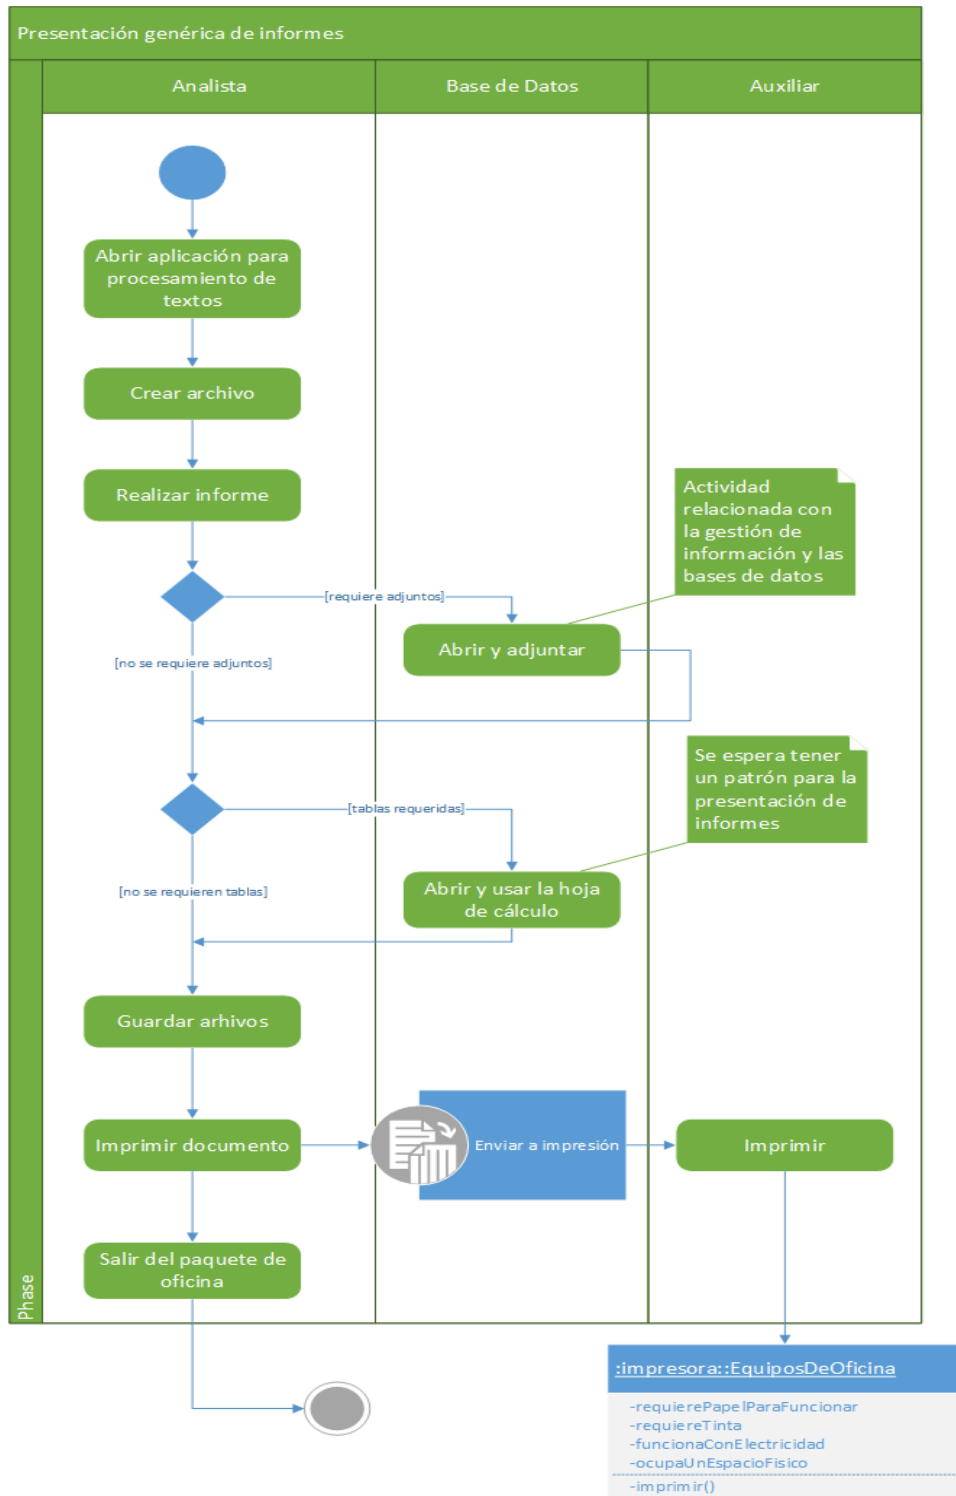 Presentación genérica de informes
Analista
Base de Datos
Auxiliar
Abrir aplicación para
procesamiento de
textos
Crear archivo
Realizar informe
Actividad
relacionada con
la gestión de
información y las
bases de datos
[requiere adjuntos]
Abrir y adjuntar
[no se requiere adjuntos]
Se espera tener
un patrón para la
presentación de
informes
[tablas requeridas]
Abrir y usar la hoja
de cálculo
[no se requieren tablas]
Guardar arhivos
Imprimir documento
Enviar a impresión
Imprimir
Salir del paquete de
oficina
Phase
:impresora::EquiposDeOficina
-requierePapelParaFuncionar
-requiereTinta
-funcionaConElectricidad
-ocupaUnEspacioFisico
-imprimir()